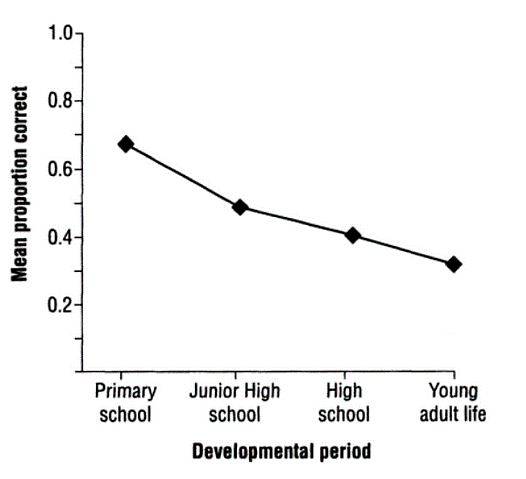 1.0
0.8
0.6
0.4
0.2
Mean proportion correct
Primary school
Junior High school
High school
Young adult life
Developmental period